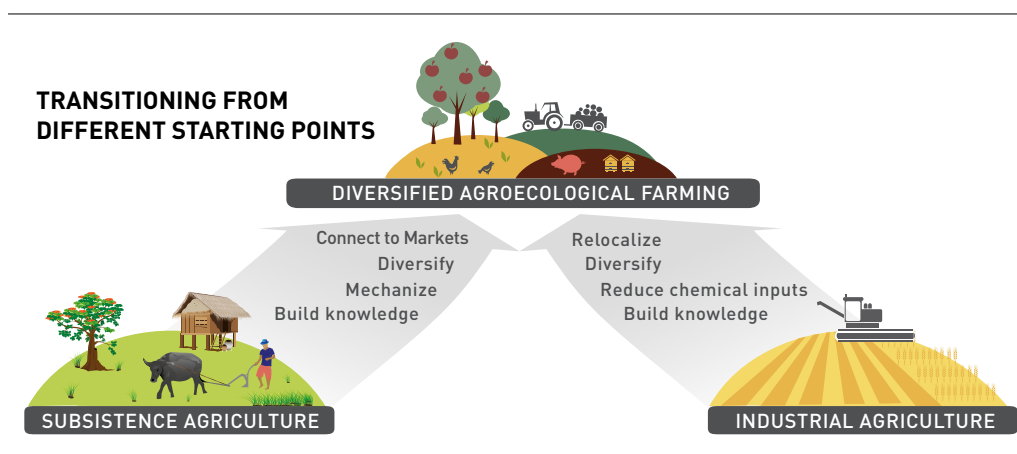 TRANSITIONING FROM
DIFFERENT STARTING POINTS
DIVERSIFIED AGROECOLOGICAL FARMING
Connect to Markets
Diversify
Mechanize
Build knowledge
Relocalize
Diversify
Reduce chemical inputs
Build knowledge
SUBSISTENCE AGRICULTURE
INDUSTRIAL AGRICULTURE